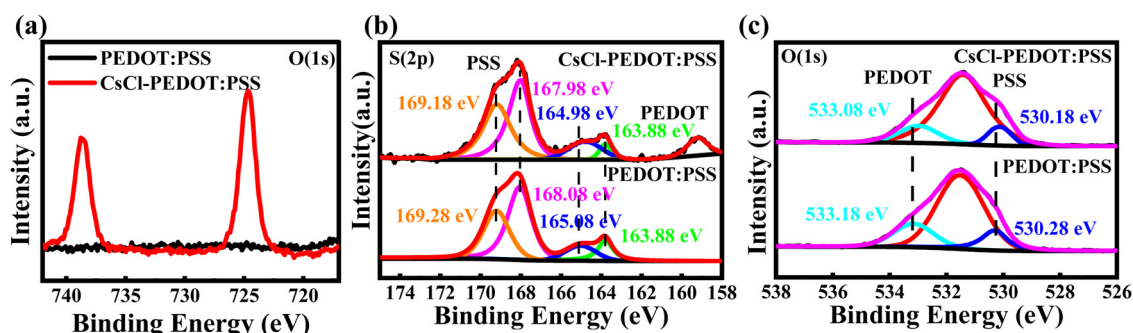 (a)
PEDOT:PSS
O(1s)
CsCl-PEDOT:PSS
Intensity (a.u.)
740 735 730 725 720
Binding Energy (eV)
(b)
S(2p)
PSS
CsCl-PEDOT:PSS
167.98 eV
169.18 eV
164.98 eV
PEDOT
163.88 eV
PEDOT:PSS
168.08 eV
169.28 eV
165.08 eV
163.88 eV
Intensity(a.u.)
174 172 170 168 166 164 162 160 158
Binding Energy (eV)
(c)
O(1s)
CsCl-PEDOT:PSS
PEDOT
PSS
533.08 eV
530.18 eV
PEDOT:PSS
533.18 eV
530.28 eV
Intensity (a.u.)
538 536 534 532 530 528 526
Binding Energy (eV)